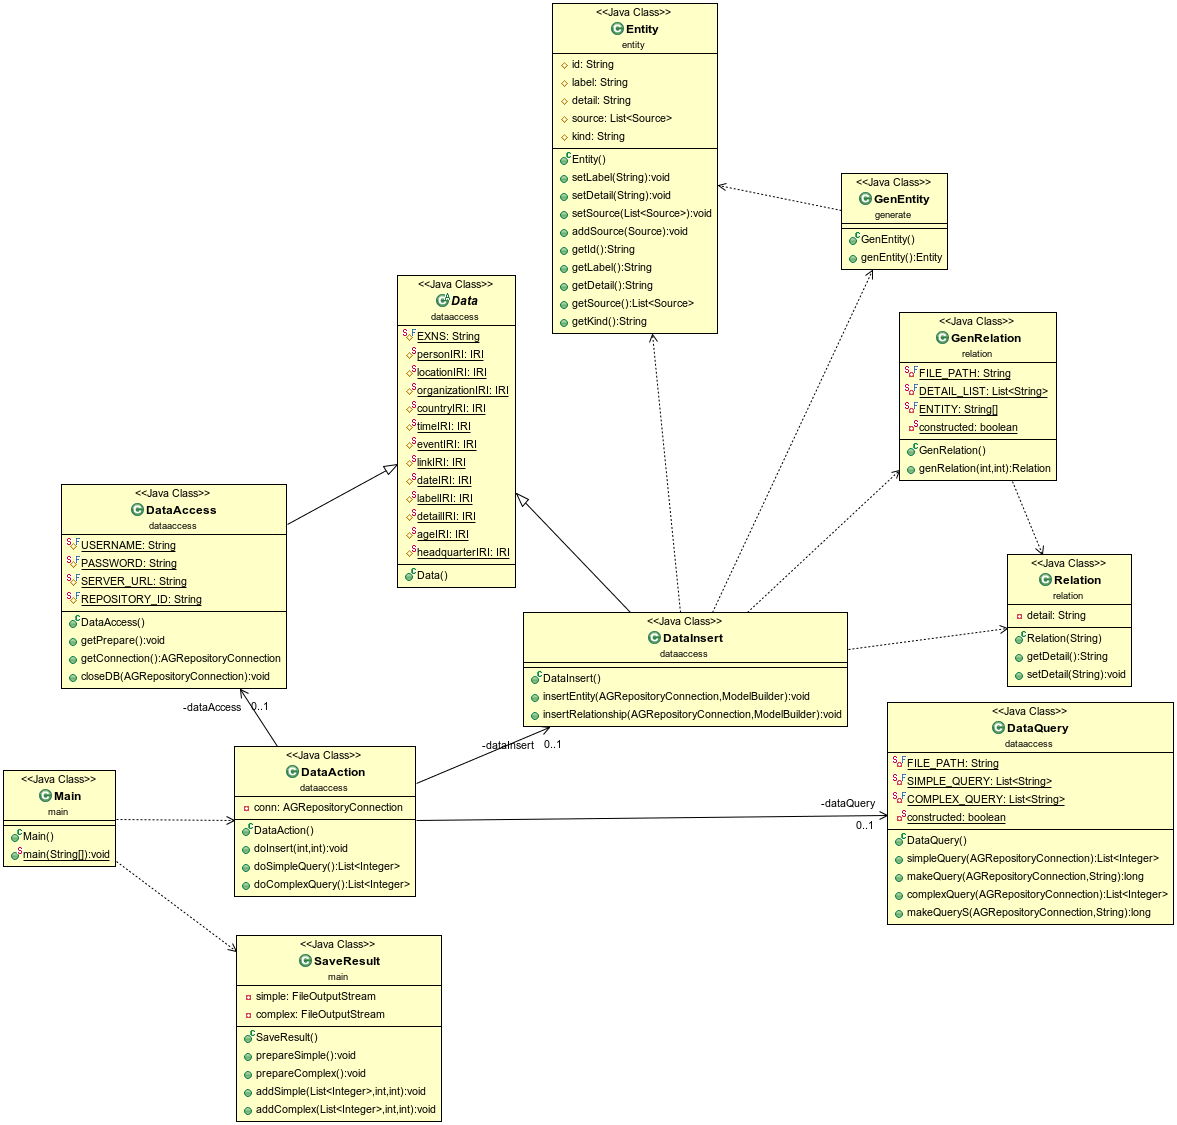 <<Java Class>>
Entity
entity
id: String
label: String
detail: String
source: List<Source>
kind: String
Entity()
setLabel(String):void
setDetail(String):void
setSource(List<Source>):void
addSource(Source):void
getId():String
getLabel():String
getDetail():String
getSource():List<Source>
getKind():String
<<Java Class>>
GenEntity
generate
GenEntity()
genEntity():Entity
<<Java Class>>
Data
dataaccess
EXNS: String
personIRI: IRI
locationIRI: IRI
organizationIRI: IRI
countryIRI: IRI
timeIRI: IRI
eventIRI: IRI
linkIRI: IRI
dateIRI: IRI
labelIRI: IRI
detailIRI: IRI
ageIRI: IRI
headquarterIRI: IRI
Data()
<<Java Class>>
GenRelation
relation
FILE_PATH: String
DETAIL_LIST: List<String>
ENTITY: String[]
constructed: boolean
GenRelation()
genRelation(int,int):Relation
<<Java Class>>
DataAccess
dataaccess
USERNAME: String
PASSWORD: String
SERVER_URL: String
REPOSITORY_ID: String
DataAccess()
getPrepare():void
getConnection():AGRepositoryConnection
closeDB(AGRepositoryConnection):void
<<Java Class>>
Relation
relation
detail: String
Relation(String)
getDetail():String
setDetail(String):void
<<Java Class>>
DataInsert
dataaccess
DataInsert()
insertEntity(AGRepositoryConnection,ModelBuilder):void
insertRelationship(AGRepositoryConnection,ModelBuilder):void
-dataAccess 0..1
-dataInsert 0..1
<<Java Class>>
DataQuery
dataaccess
FILE_PATH: String
SIMPLE_QUERY: List<String>
COMPLEX_QUERY: List<String>
constructed: boolean
DataQuery()
simpleQuery(AGRepositoryConnection):List<Integer>
makeQuery(AGRepositoryConnection,String):long
complexQuery(AGRepositoryConnection):List<Integer>
makeQueryS(AGRepositoryConnection,String):long
<<Java Class>>
DataAction
dataaccess
conn: AGRepositoryConnection
DataAction()
doInsert(int,int):void
doSimpleQuery():List<Integer>
doComplexQuery():List<Integer>
-dataQuery
0..1
<<Java Class>>
Main
main
Main()
main(String[]):void
<<Java Class>>
SaveResult
main
simple: FileOutputStream
complex: FileOutputStream
SaveResult()
prepareSimple():void
prepareComplex():void
addSimple(List<Integer>,int,int):void
addComplex(List<Integer>,int,int):void